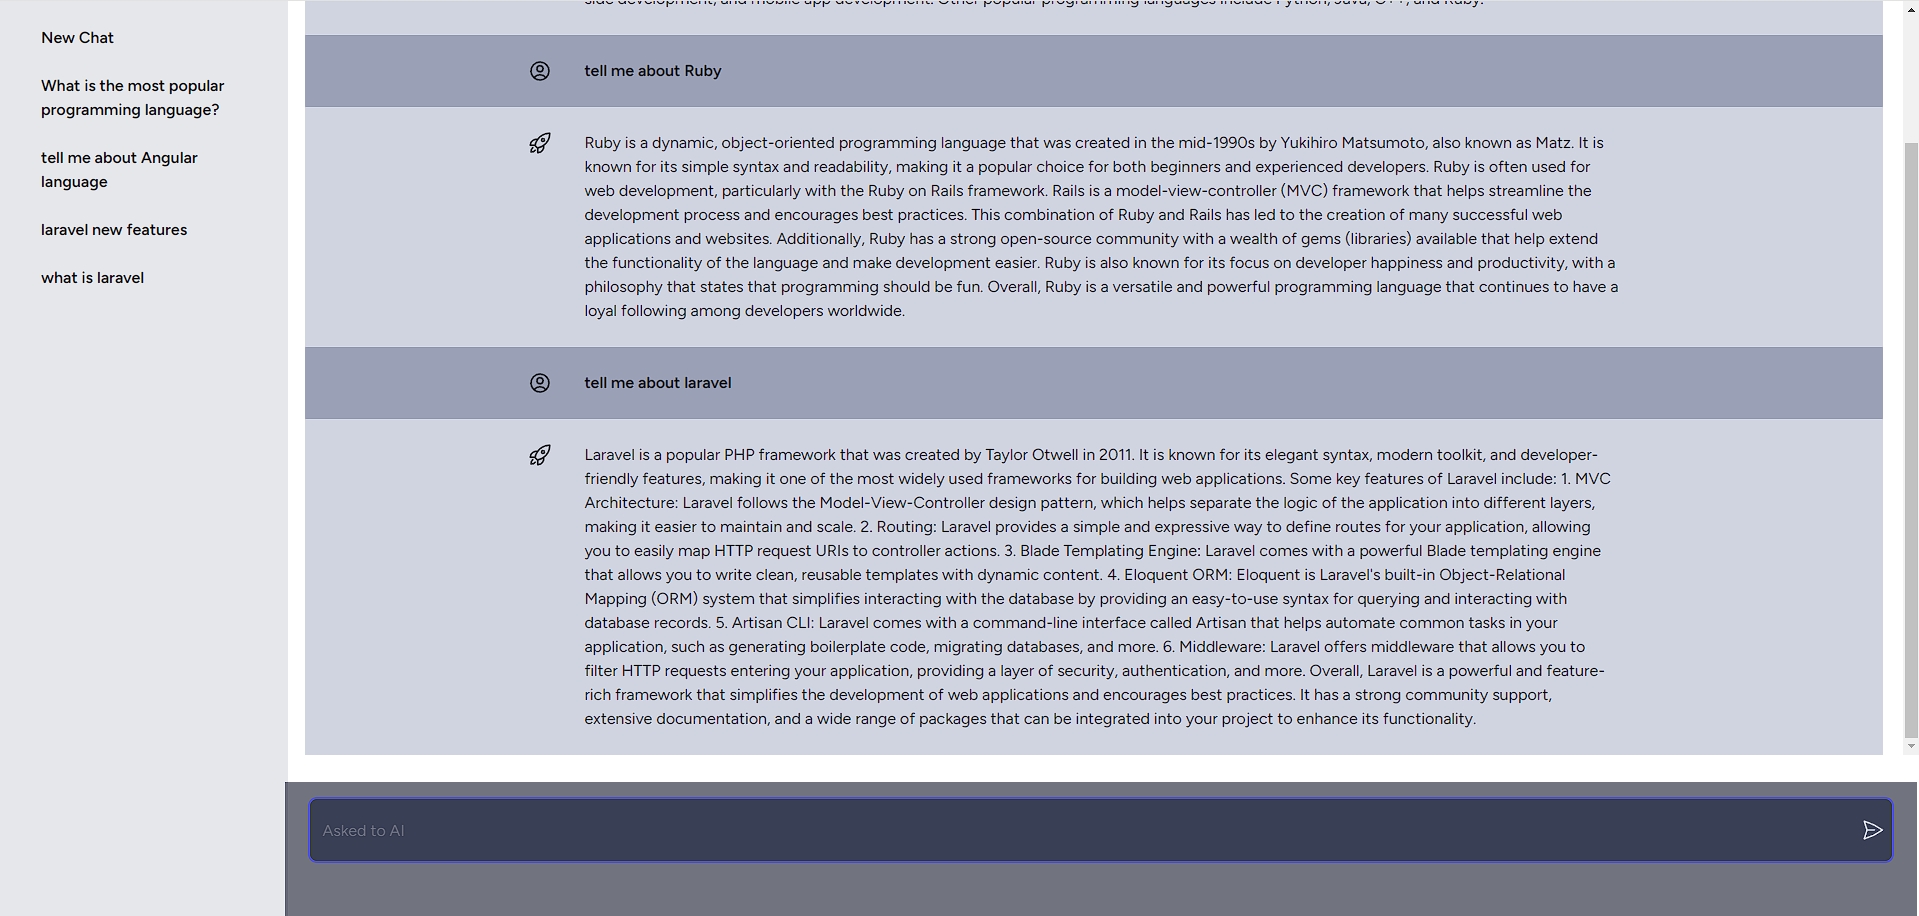 New Chat
What is the most popular
programming language?
tell me about Angular
language
laravel new features
what is laravel
side development, and mobile app development. Other popular programming languages include Python, Java, C++, and Ruby.
tell me about Ruby
Ruby is a dynamic, object-oriented programming language that was created in the mid-1990s by Yukihiro Matsumoto, also known as Matz. It is
known for its simple syntax and readability, making it a popular choice for both beginners and experienced developers. Ruby is often used for
web development, particularly with the Ruby on Rails framework. Rails is a model-view-controller (MVC) framework that helps streamline the
development process and encourages best practices. This combination of Ruby and Rails has led to the creation of many successful web
applications and websites. Additionally, Ruby has a strong open-source community with a wealth of gems (libraries) available that help extend
the functionality of the language and make development easier. Ruby is also known for its focus on developer happiness and productivity, with a
philosophy that states that programming should be fun. Overall, Ruby is a versatile and powerful programming language that continues to have a
loyal following among developers worldwide.
tell me about laravel
Laravel is a popular PHP framework that was created by Taylor Otwell in 2011. It is known for its elegant syntax, modern toolkit, and developer-
friendly features, making it one of the most widely used frameworks for building web applications. Some key features of Laravel include: 1. MVC
Architecture: Laravel follows the Model-View-Controller design pattern, which helps separate the logic of the application into different layers,
making it easier to maintain and scale. 2. Routing: Laravel provides a simple and expressive way to define routes for your application, allowing
you to easily map HTTP request URIs to controller actions. 3. Blade Templating Engine: Laravel comes with a powerful Blade templating engine
that allows you to write clean, reusable templates with dynamic content. 4. Eloquent ORM: Eloquent is Laravel's built-in Object-Relational
Mapping (ORM) system that simplifies interacting with the database by providing an easy-to-use syntax for querying and interacting with
database records. 5. Artisan CLI: Laravel comes with a command-line interface called Artisan that helps automate common tasks in your
application, such as generating boilerplate code, migrating databases, and more. 6. Middleware: Laravel offers middleware that allows you to
filter HTTP requests entering your application, providing a layer of security, authentication, and more. Overall, Laravel is a powerful and feature-
rich framework that simplifies the development of web applications and encourages best practices. It has a strong community support,
extensive documentation, and a wide range of packages that can be integrated into your project to enhance its functionality.
Asked to AI